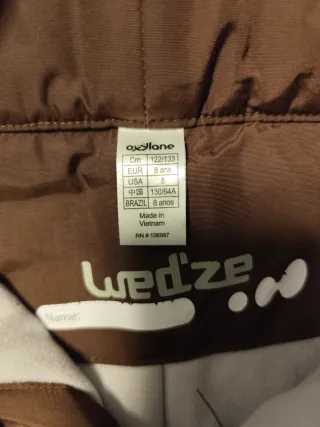 oxylane
Cm 122/133
EUR 8 ans
USA 8
中国 130/64A
BRAZIL 8 anos
Made in
Vietnam
RN # 106987
wed'ze
Name: